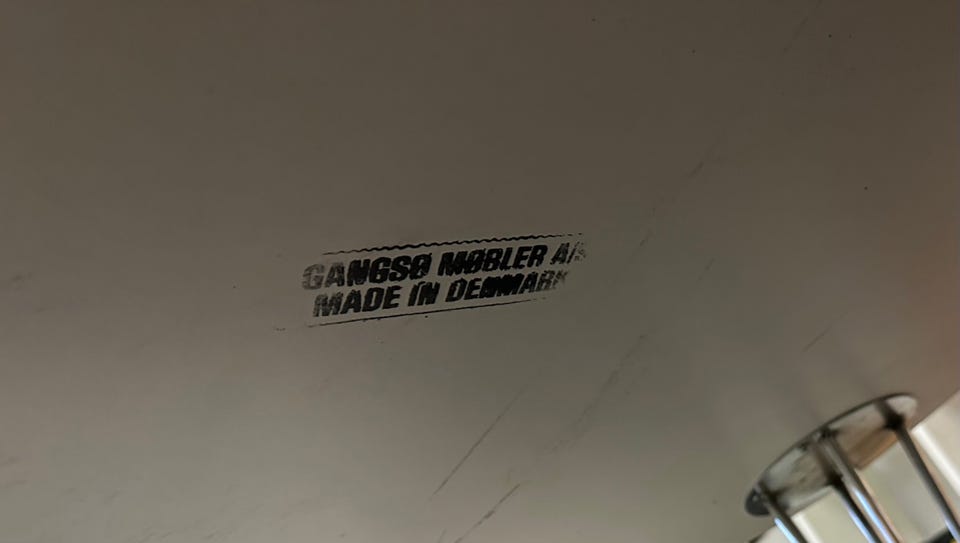 GANGSØ MØBLER A/S
MADE IN DENMARK